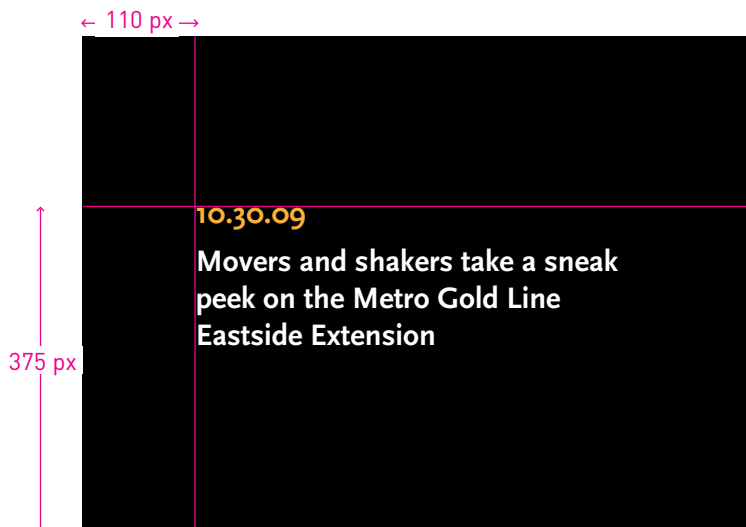 ← 110 px →
10.30.09
Movers and shakers take a sneak
peek on the Metro Gold Line
Eastside Extension
375 px